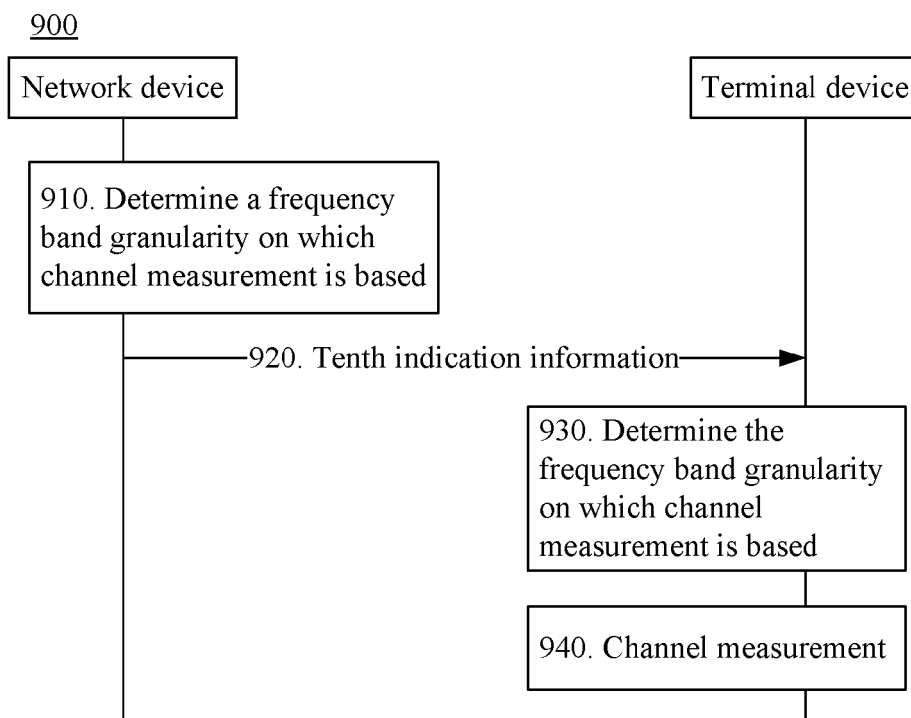 900
Network device
Terminal device
910. Determine a frequency
band granularity on which
channel measurement is based
920. Tenth indication information
930. Determine the
frequency band granularity
on which channel
measurement is based
940. Channel measurement